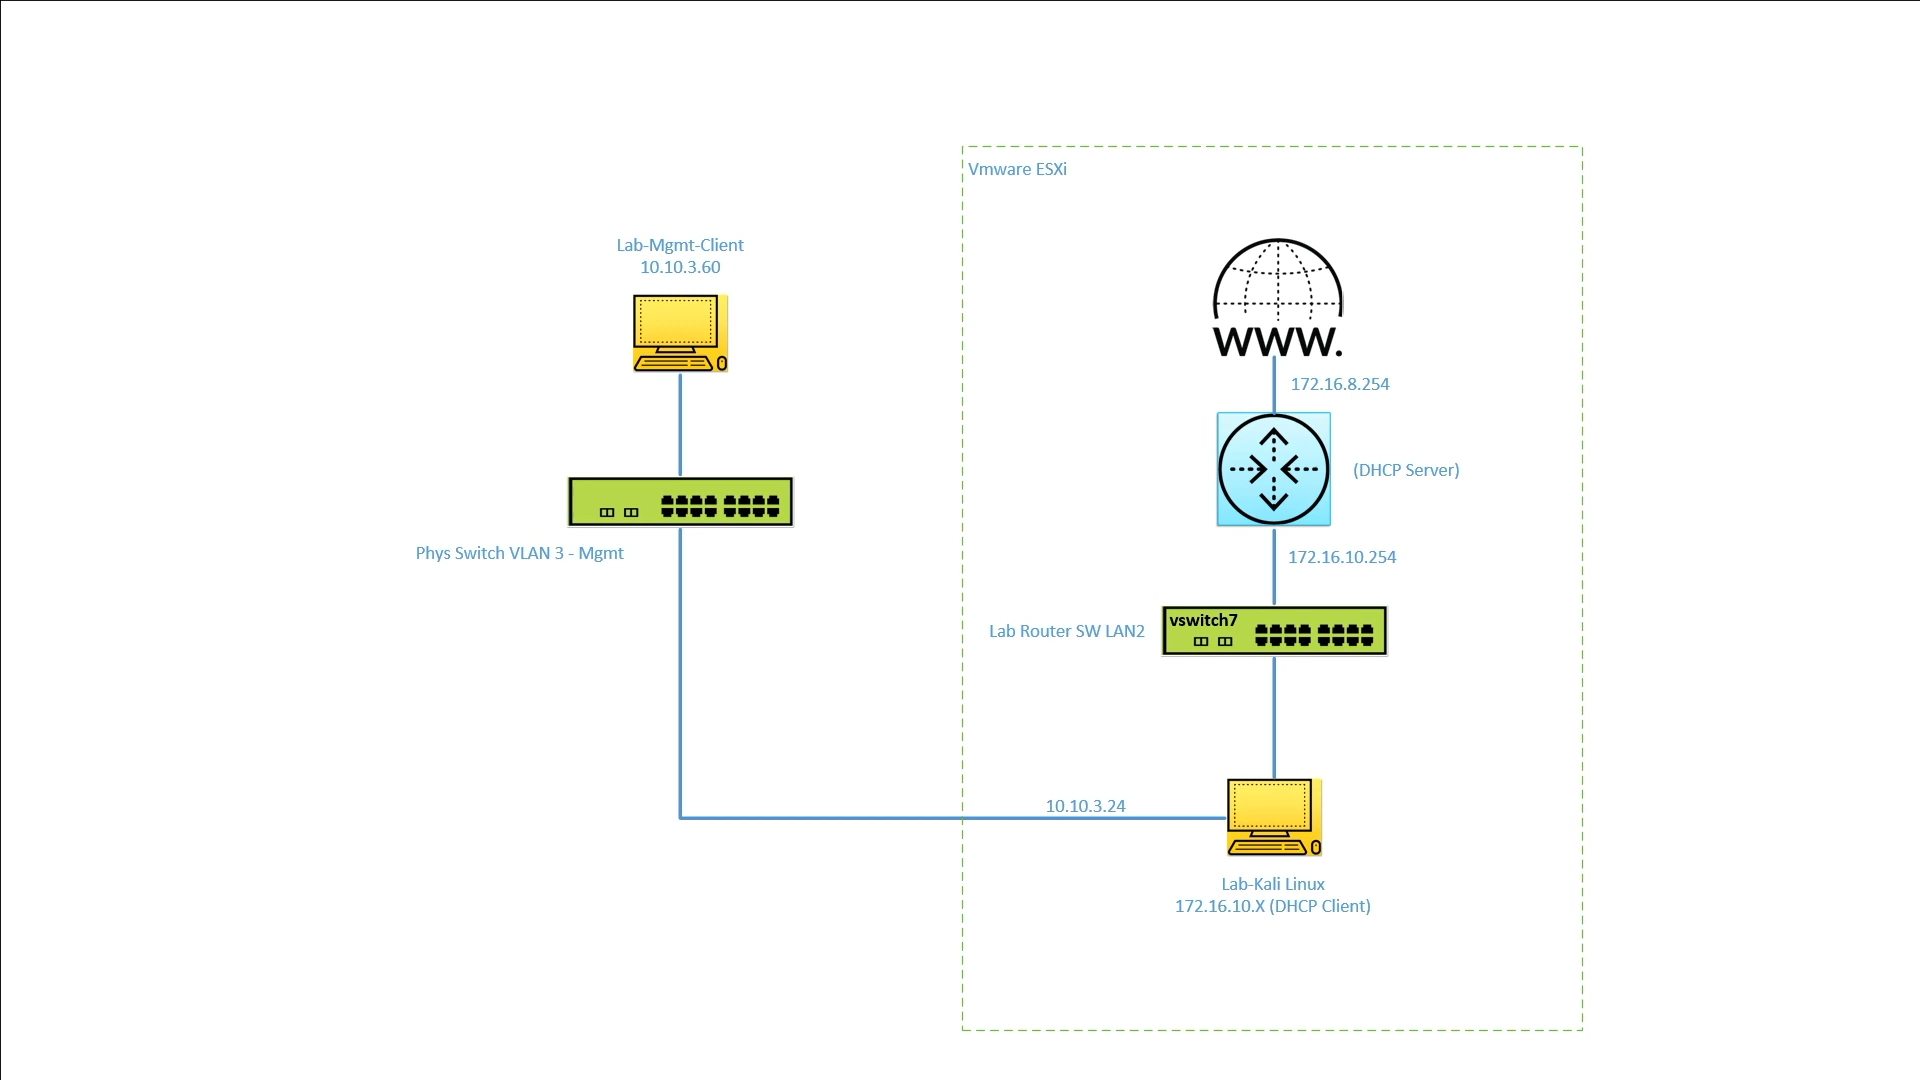 Vmware ESXi
Lab-Mgmt-Client
10.10.3.60
WWW.
172.16.8.254
(DHCP Server)
Phys Switch VLAN 3 - Mgmt
172.16.10.254
vswitch7
Lab Router SW LAN2
10.10.3.24
Lab-Kali Linux
172.16.10.X (DHCP Client)